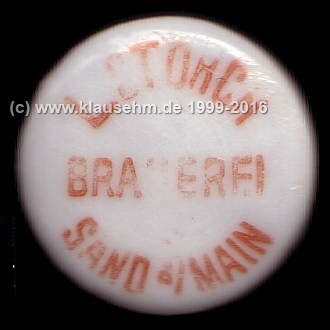 L. STORCH
(c) www.klausehm.de 1999-2016
BRAUEREI
SAND a/MAIN